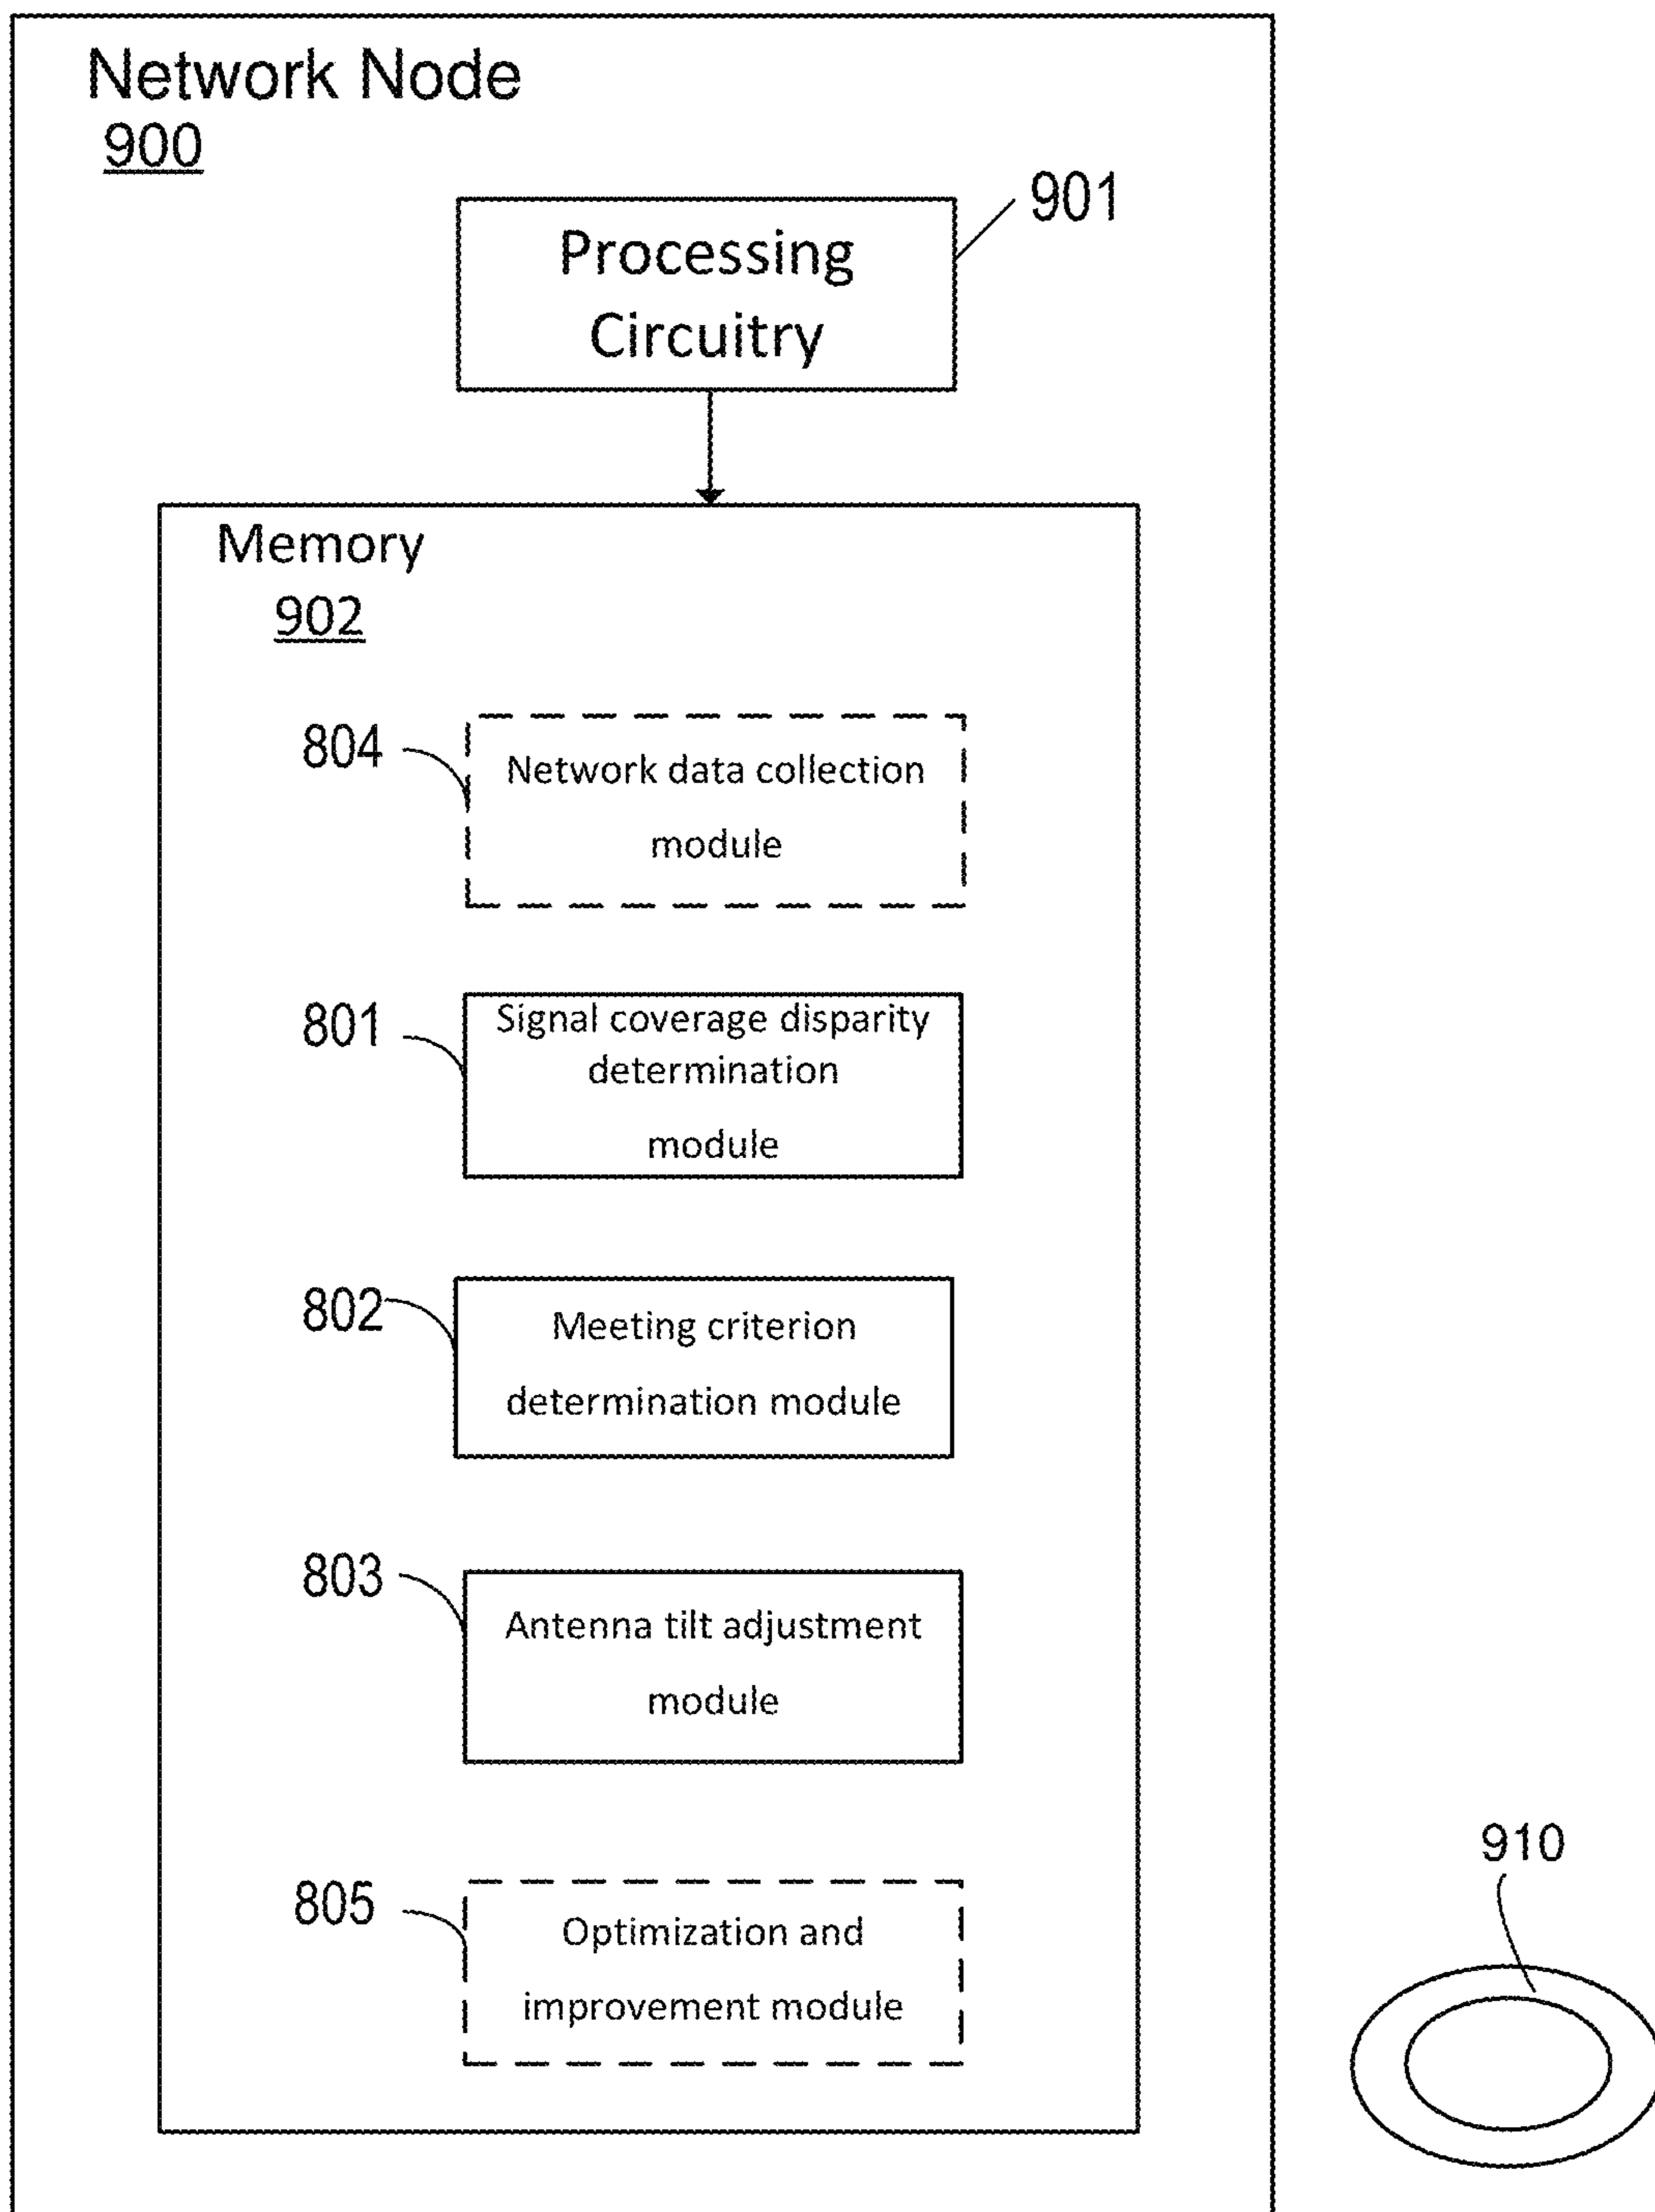 Network Node
900
901
Processing
Circuitry
Memory
902
804
Network data collection
module
801
Signal coverage disparity
determination
module
802
Meeting criterion
determination module
803
Antenna tilt adjustment
module
805
Optimization and
improvement module
910